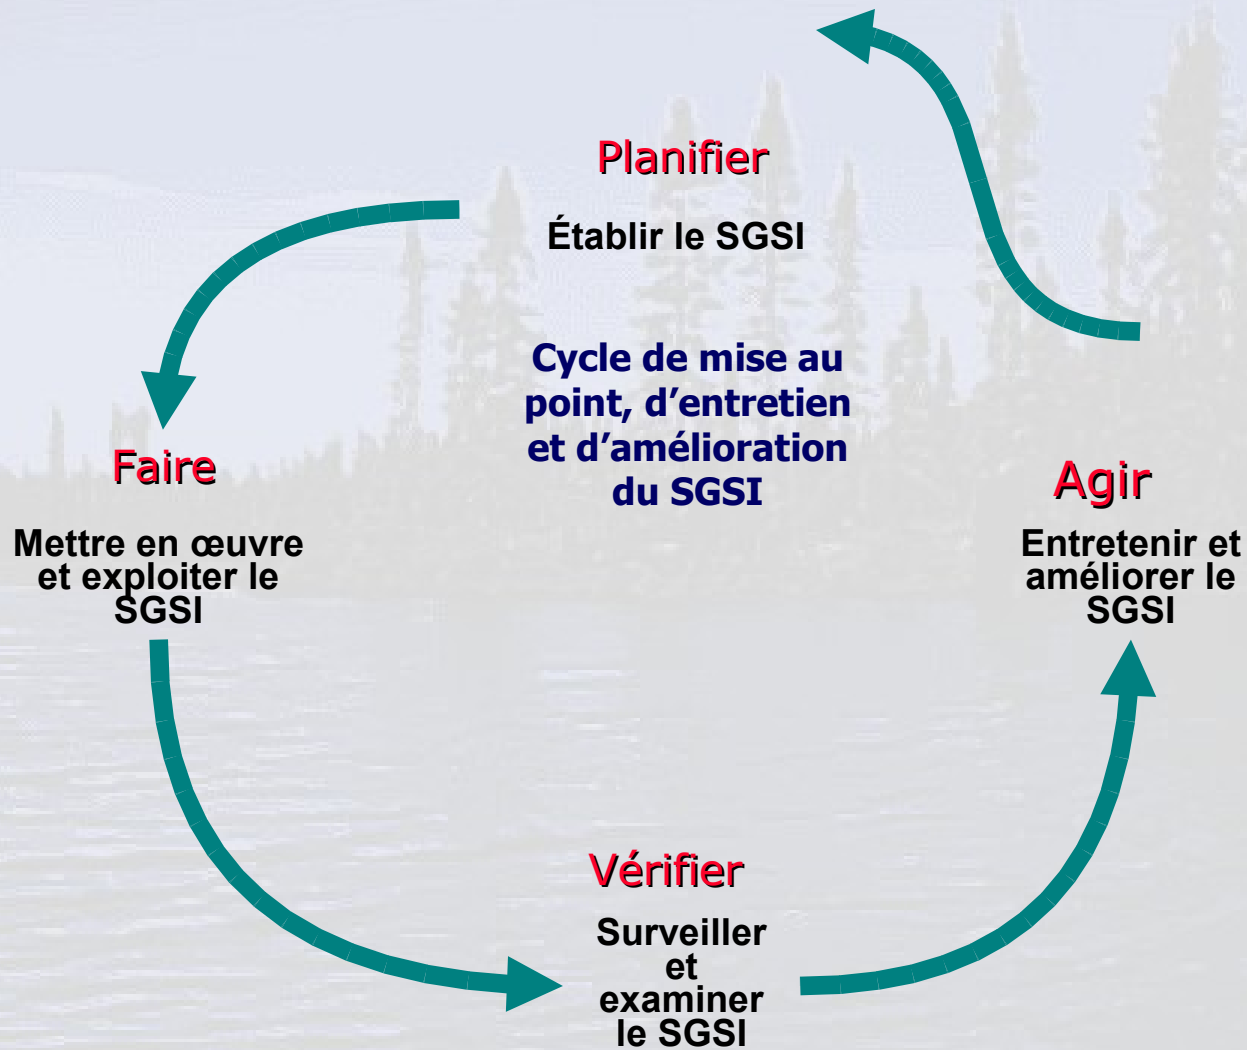 Planifier
Établir le SGSI
Cycle de mise au
point, d’entretien
et d’amélioration
du SGSI
Faire
Mettre en œuvre
et exploiter le
SGSI
Agir
Entretenir et
améliorer le
SGSI
Vérifier
Surveiller
et
examiner
le SGSI